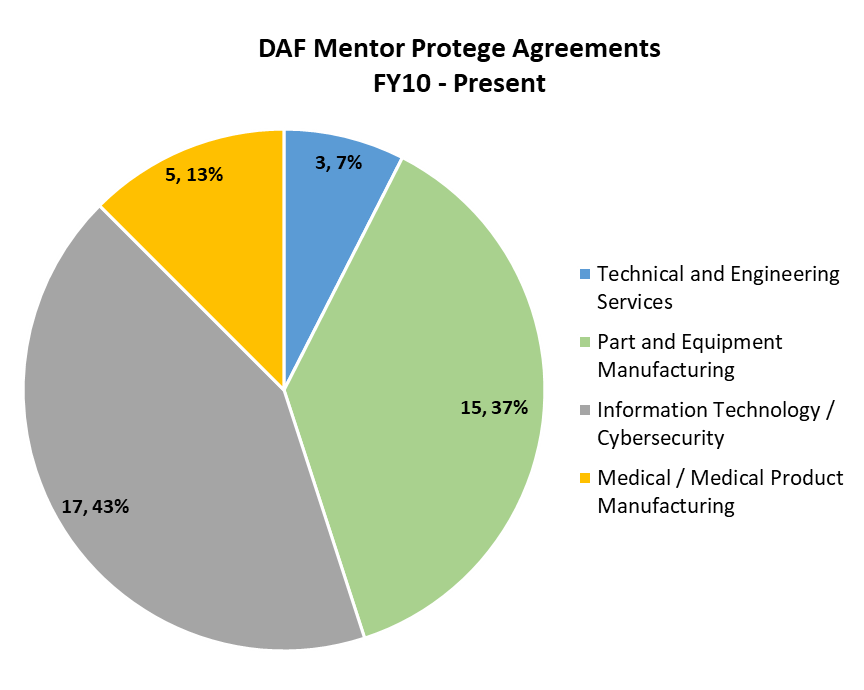 DAF Mentor Protege Agreements
FY10 - Present
5, 13%
3, 7%
15, 37%
17, 43%
Technical and Engineering
Services
Part and Equipment
Manufacturing
Information Technology /
Cybersecurity
Medical / Medical Product
Manufacturing